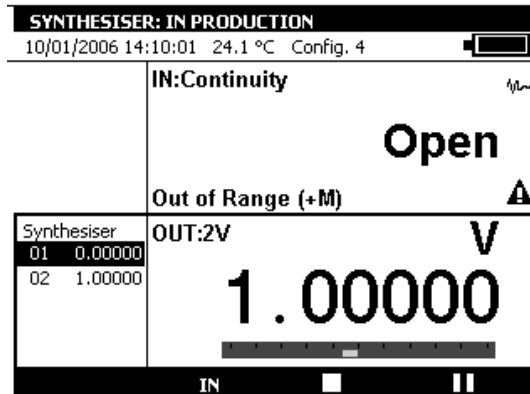 SYNTHESISER: IN PRODUCTION
10/01/2006 14:10:01 24.1 °C Config. 4
IN:Continuity
Open
Out of Range (+M)
Synthesiser
01 0.00000
02 1.00000
OUT:2V
V
1.00000
IN